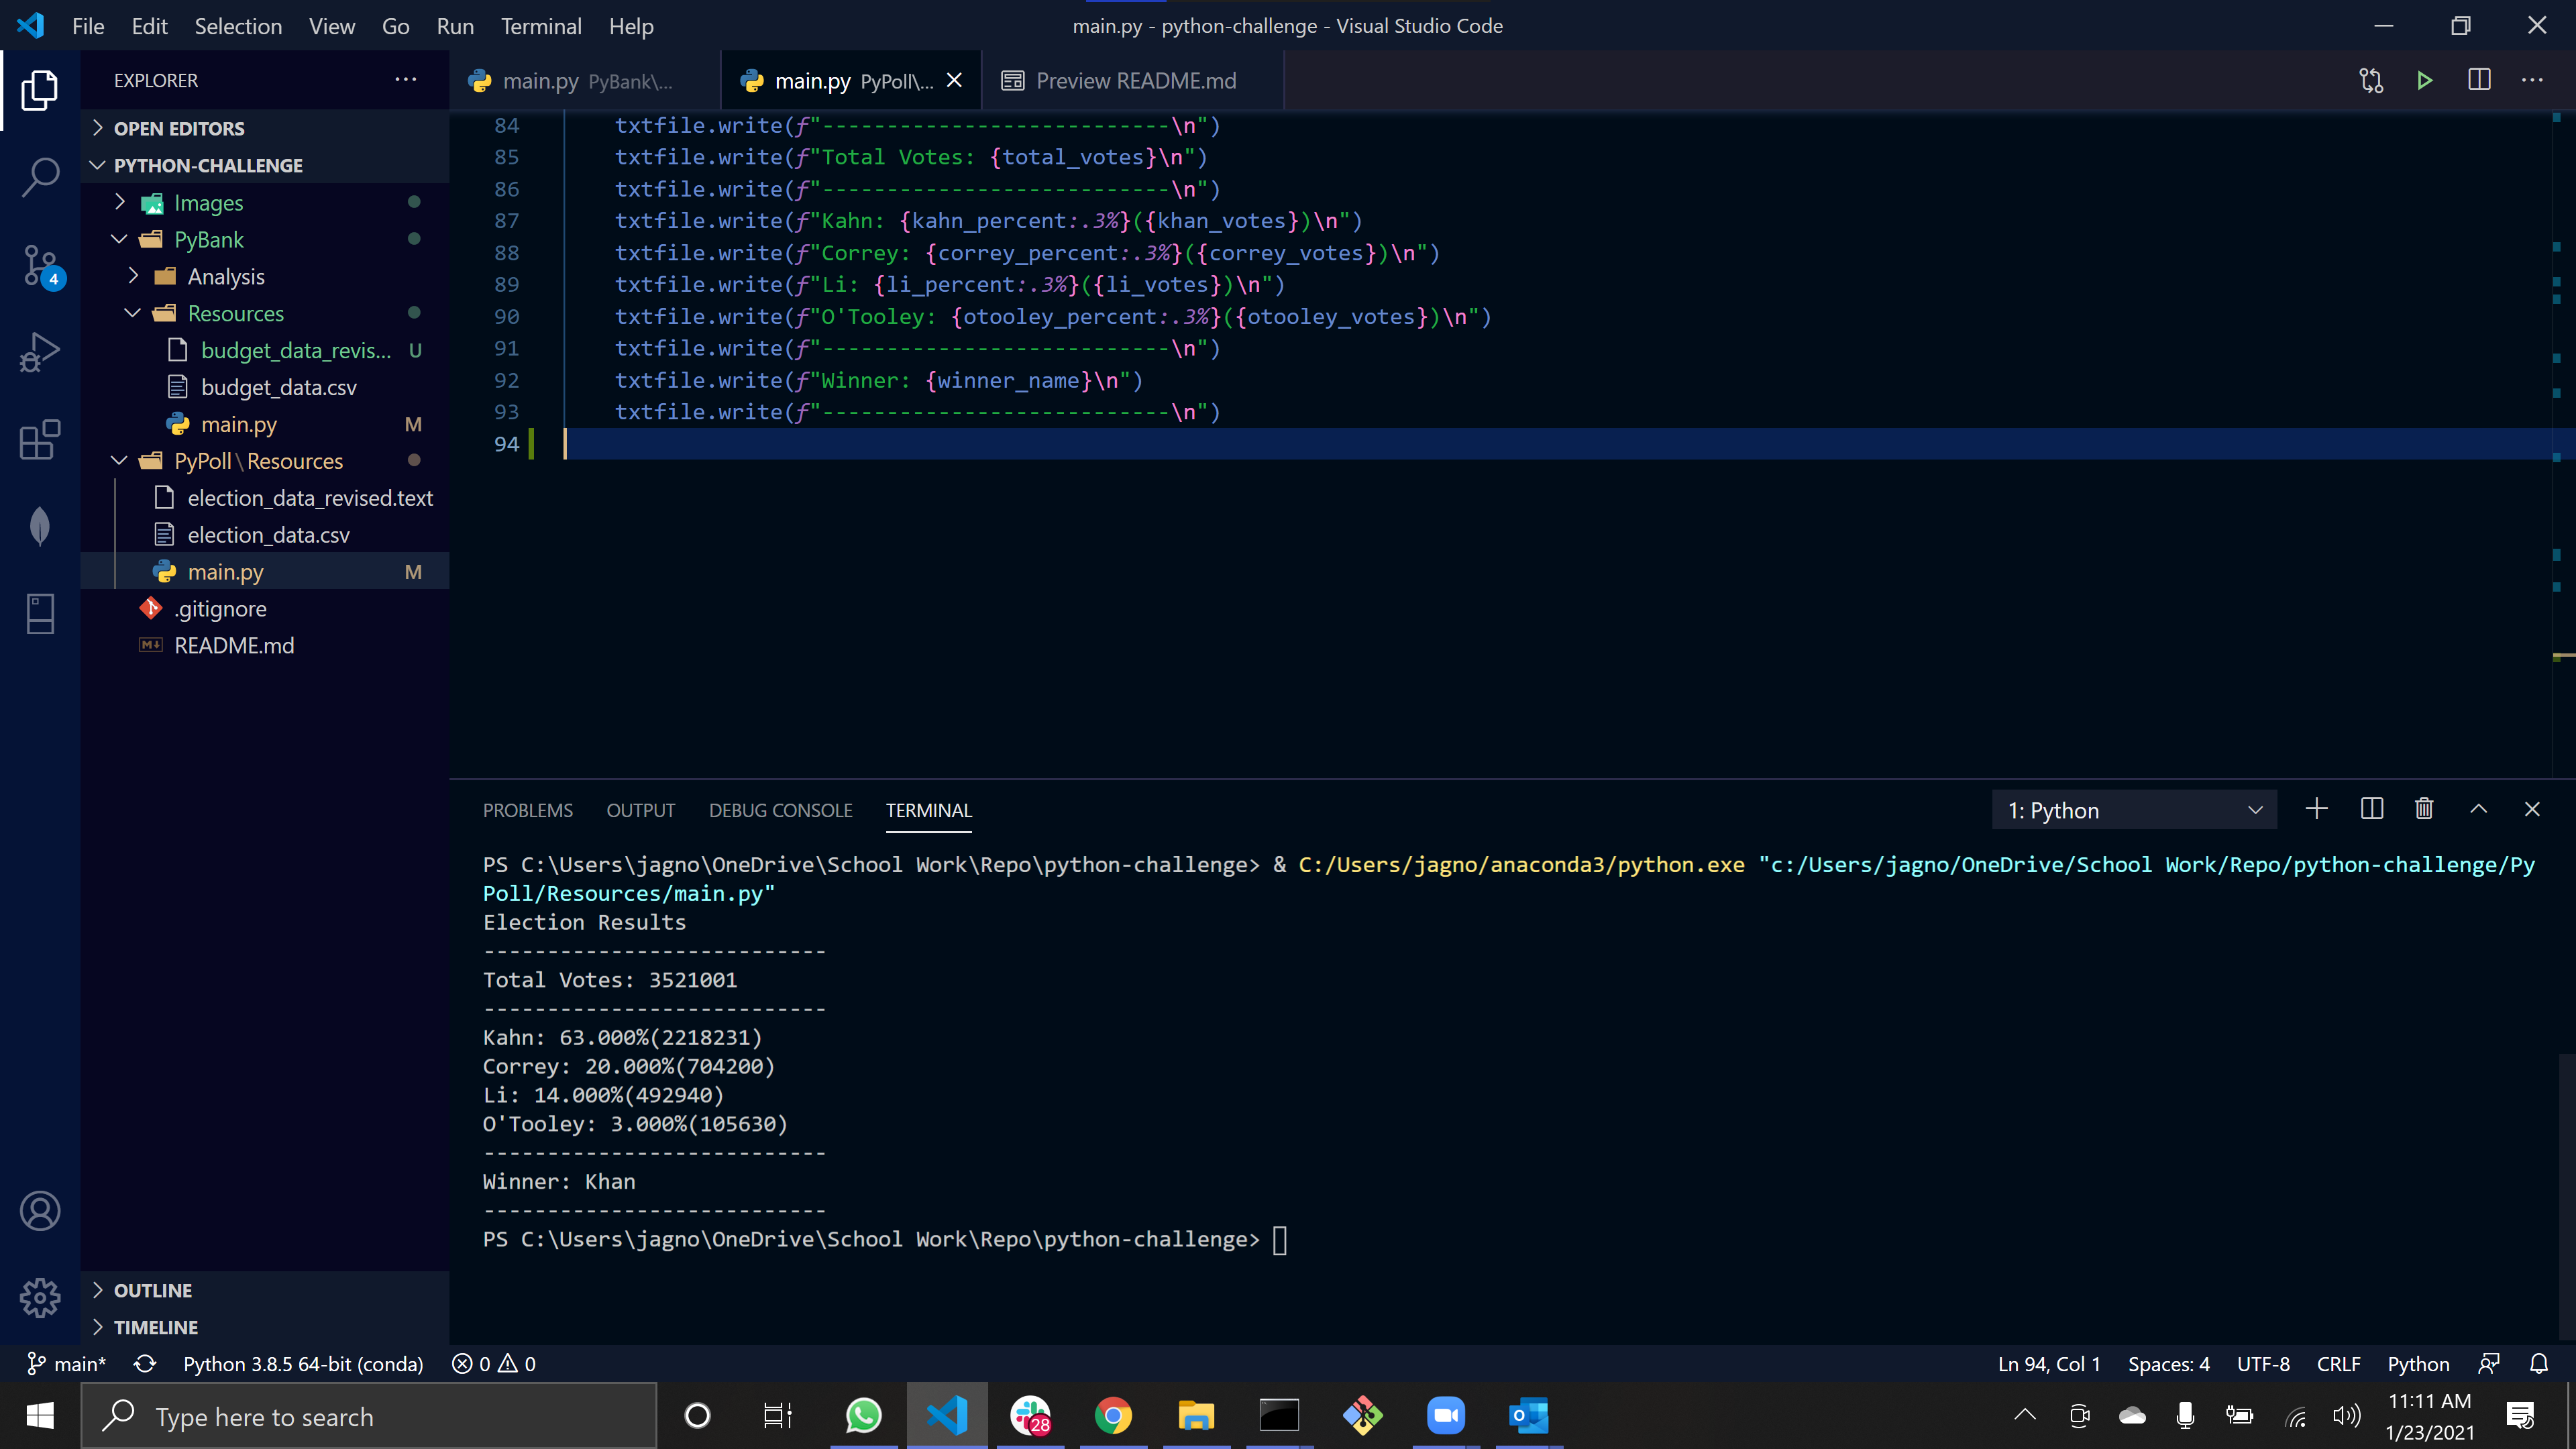 File Edit Selection View Go Run Terminal Help
main.py - python-challenge - Visual Studio Code
EXPLORER
main.py PyBank\...
main.py PyPoll\...
Preview README.md
OPEN EDITORS
PYTHON-CHALLENGE
Images
PyBank
Analysis
Resources
budget_data_revis... U
budget_data.csv
main.py M
PyPoll\Resources
election_data_revised.text
election_data.csv
main.py M
.gitignore
README.md
OUTLINE
TIMELINE
4
84 txtfile.write(f"---------------------------\n")
85 txtfile.write(f"Total Votes: {total_votes}\n")
86 txtfile.write(f"---------------------------\n")
87 txtfile.write(f"Kahn: {kahn_percent:.3%}({khan_votes})\n")
88 txtfile.write(f"Correy: {correy_percent:.3%}({correy_votes})\n")
89 txtfile.write(f"Li: {li_percent:.3%}({li_votes})\n")
90 txtfile.write(f"O'Tooley: {otooley_percent:.3%}({otooley_votes})\n")
91 txtfile.write(f"---------------------------\n")
92 txtfile.write(f"Winner: {winner_name}\n")
93 txtfile.write(f"---------------------------\n")
94
PROBLEMS OUTPUT DEBUG CONSOLE TERMINAL
1: Python
PS C:\Users\jagno\OneDrive\School Work\Repo\python-challenge> & C:/Users/jagno/anaconda3/python.exe "c:/Users/jagno/OneDrive/School Work/Repo/python-challenge/Py
Poll/Resources/main.py"
Election Results
---------------------------
Total Votes: 3521001
---------------------------
Kahn: 63.000%(2218231)
Correy: 20.000%(704200)
Li: 14.000%(492940)
O'Tooley: 3.000%(105630)
---------------------------
Winner: Khan
---------------------------
PS C:\Users\jagno\OneDrive\School Work\Repo\python-challenge>
main* Python 3.8.5 64-bit (conda) 0 0
Ln 94, Col 1 Spaces: 4 UTF-8 CRLF Python
Type here to search
28
11:11 AM
1/23/2021